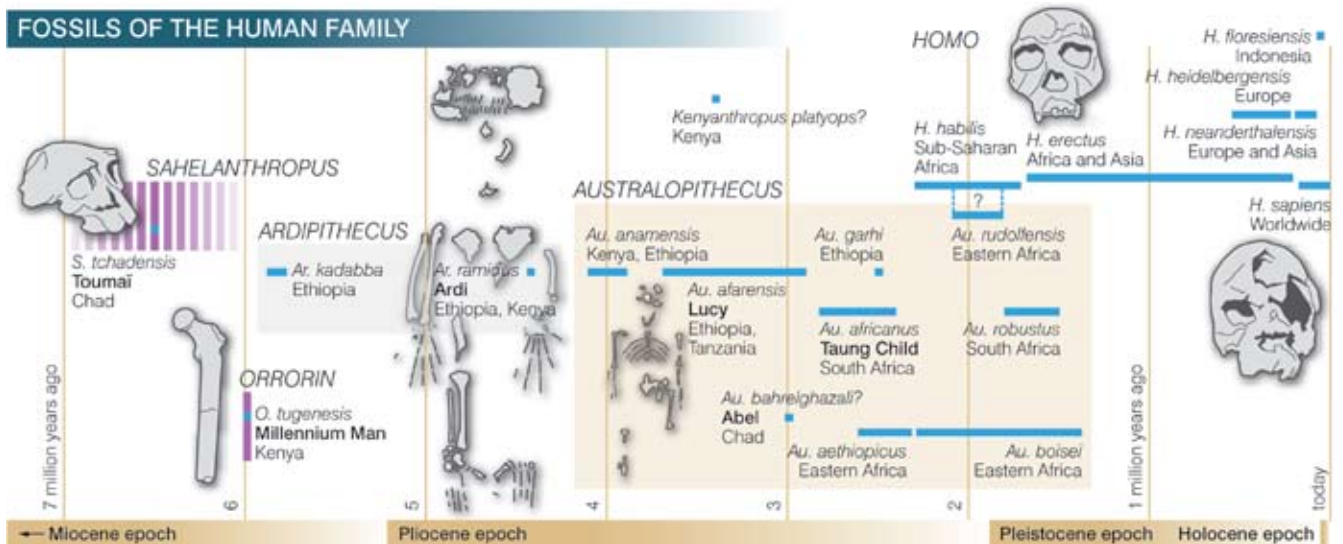 FOSSILS OF THE HUMAN FAMILY
HOMO
H. floresiensis
Indonesia
H. heidelbergensis
Europe
Kenyanthropus platyops?
Kenya
H. habilis
Sub-Saharan
Africa
H. erectus
Africa and Asia
H. neanderthalensis
Europe and Asia
SAHELANTHROPUS
AUSTRALOPITHECUS
?
H. sapiens
Worldwide
ARDIPITHECUS
Au. anamensis
Kenya, Ethiopia
Au. garhi
Ethiopia
Au. rudolfensis
Eastern Africa
S. tchadensis
Toumaï
Chad
Ar. kadabba
Ethiopia
Ar. ramidus
Ardi
Ethiopia, Kenya
Au. afarensis
Lucy
Ethiopia,
Tanzania
Au. africanus
Taung Child
South Africa
Au. robustus
South Africa
ORRORIN
O. tugenesis
Millennium Man
Kenya
Au. bahrelghazali?
Abel
Chad
Au. aethiopicus
Eastern Africa
Au. boisei
Eastern Africa
7 million years ago
6
5
4
3
2
1 million years ago
today
← Miocene epoch
Pliocene epoch
Pleistocene epoch
Holocene epoch